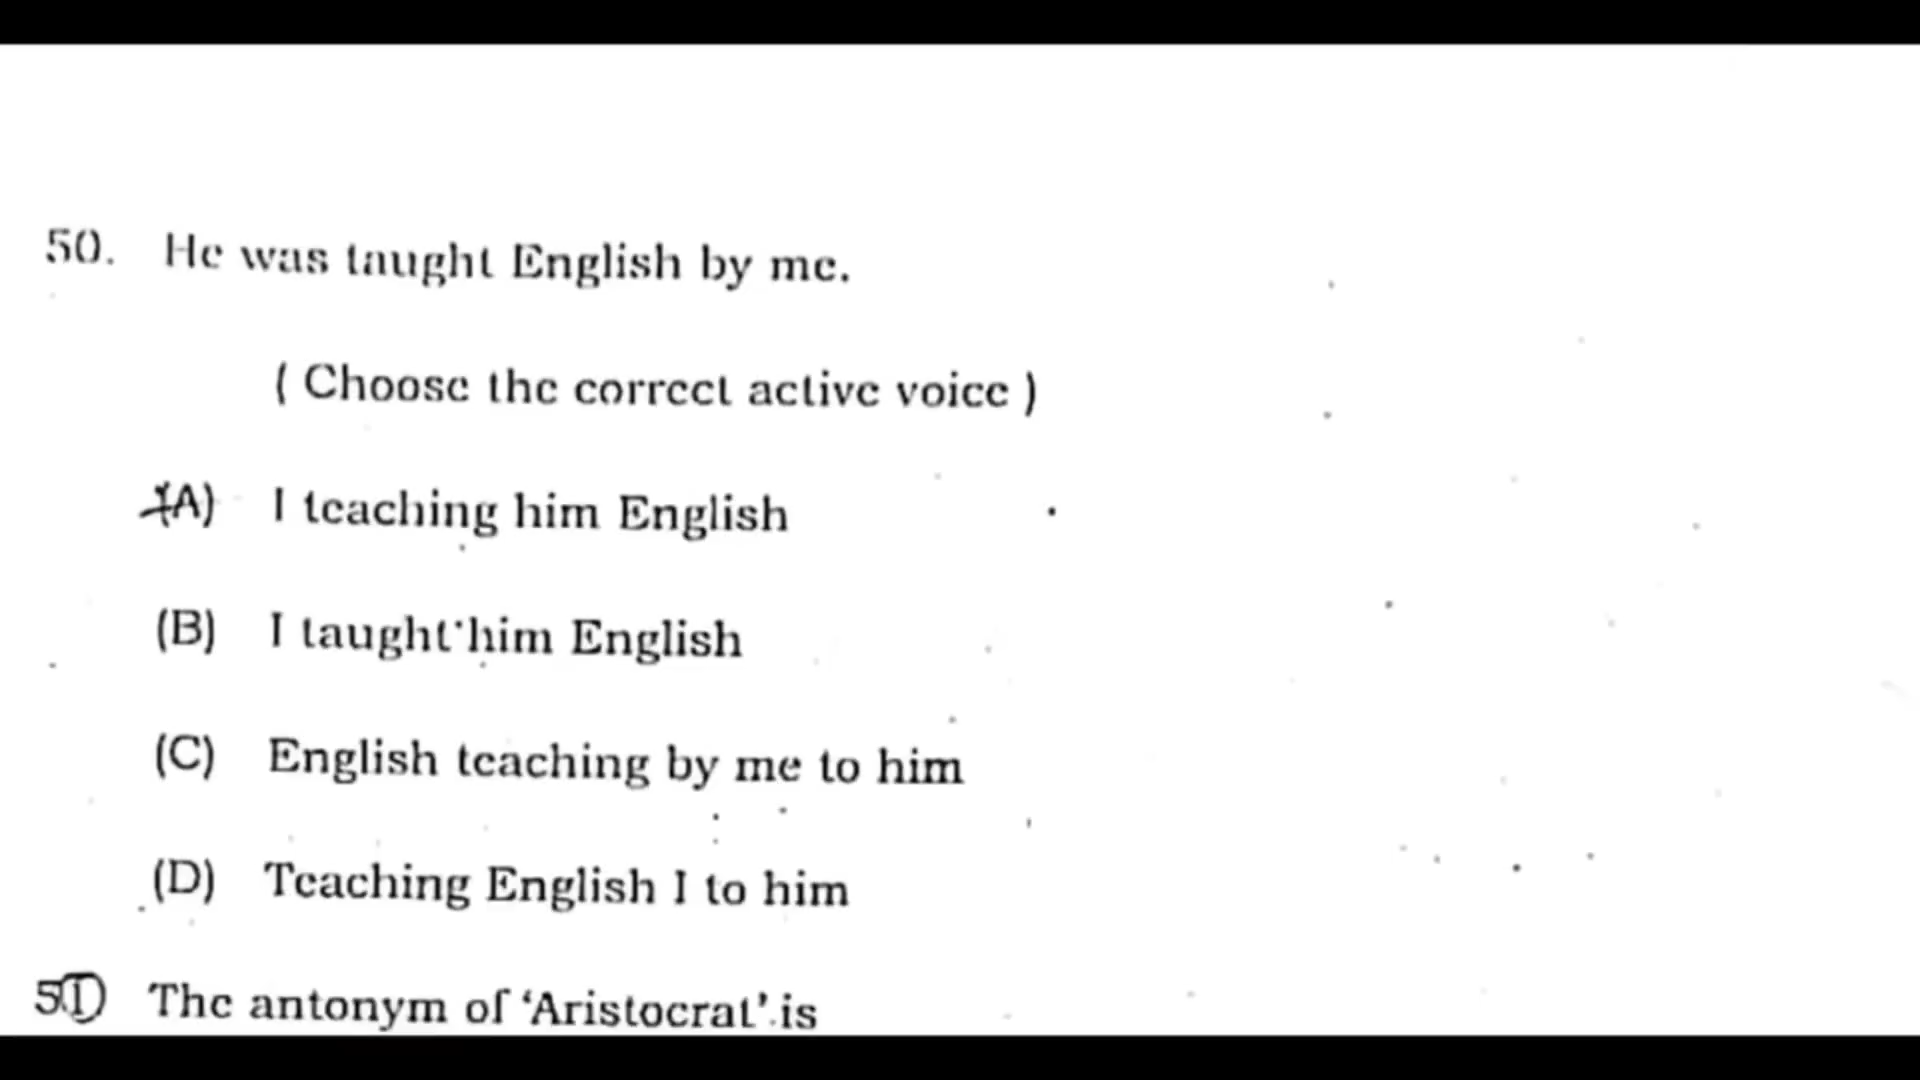 50. He was taught English by me.
( Choose the correct active voice )
(A) I teaching him English
(B) I taught him English
(C) English teaching by me to him
(D) Teaching English I to him
51 The antonym of ‘Aristocrat’ is